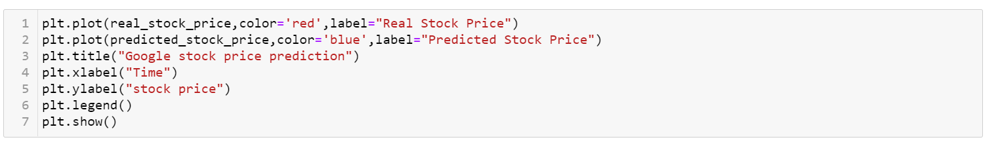 1 plt.plot(real_stock_price,color='red',label="Real Stock Price")
2 plt.plot(predicted_stock_price,color='blue',label="Predicted Stock Price")
3 plt.title("Google stock price prediction")
4 plt.xlabel("Time")
5 plt.ylabel("stock price")
6 plt.legend()
7 plt.show()